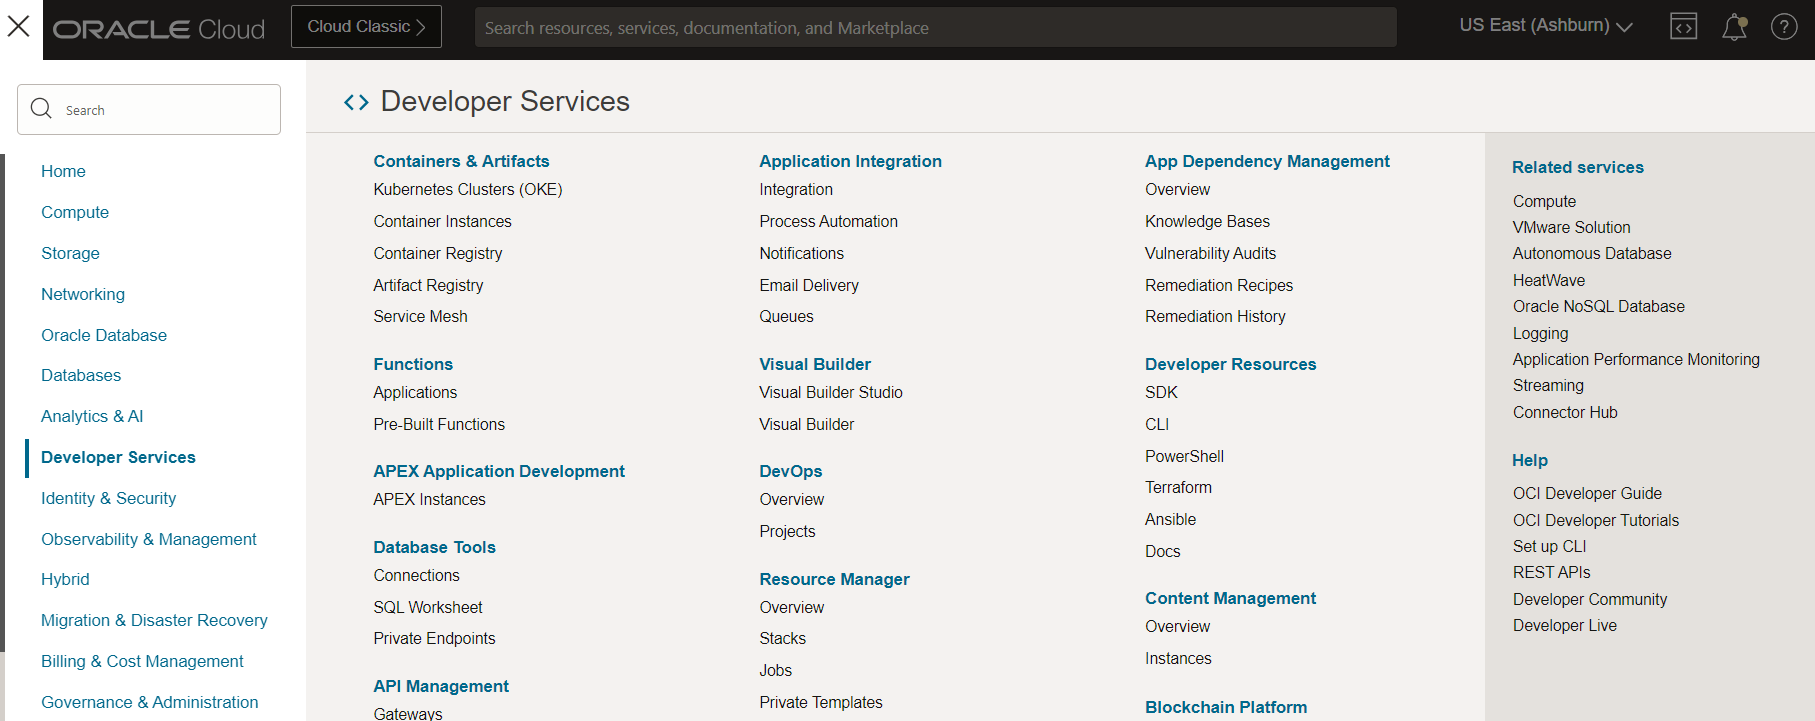 ORACLE Cloud
Cloud Classic
Search resources, services, documentation, and Marketplace
US East (Ashburn)
Search
Home
Compute
Storage
Networking
Oracle Database
Databases
Analytics & AI
Developer Services
Identity & Security
Observability & Management
Hybrid
Migration & Disaster Recovery
Billing & Cost Management
Governance & Administration
Developer Services
Containers & Artifacts
Kubernetes Clusters (OKE)
Container Instances
Container Registry
Artifact Registry
Service Mesh
Functions
Applications
Pre-Built Functions
APEX Application Development
APEX Instances
Database Tools
Connections
SQL Worksheet
Private Endpoints
API Management
Gateways
Application Integration
Integration
Process Automation
Notifications
Email Delivery
Queues
Visual Builder
Visual Builder Studio
Visual Builder
DevOps
Overview
Projects
Resource Manager
Overview
Stacks
Jobs
Private Templates
App Dependency Management
Overview
Knowledge Bases
Vulnerability Audits
Remediation Recipes
Remediation History
Developer Resources
SDK
CLI
PowerShell
Terraform
Ansible
Docs
Content Management
Overview
Instances
Blockchain Platform
Related services
Compute
VMware Solution
Autonomous Database
HeatWave
Oracle NoSQL Database
Logging
Application Performance Monitoring
Streaming
Connector Hub
Help
OCI Developer Guide
OCI Developer Tutorials
Set up CLI
REST APIs
Developer Community
Developer Live